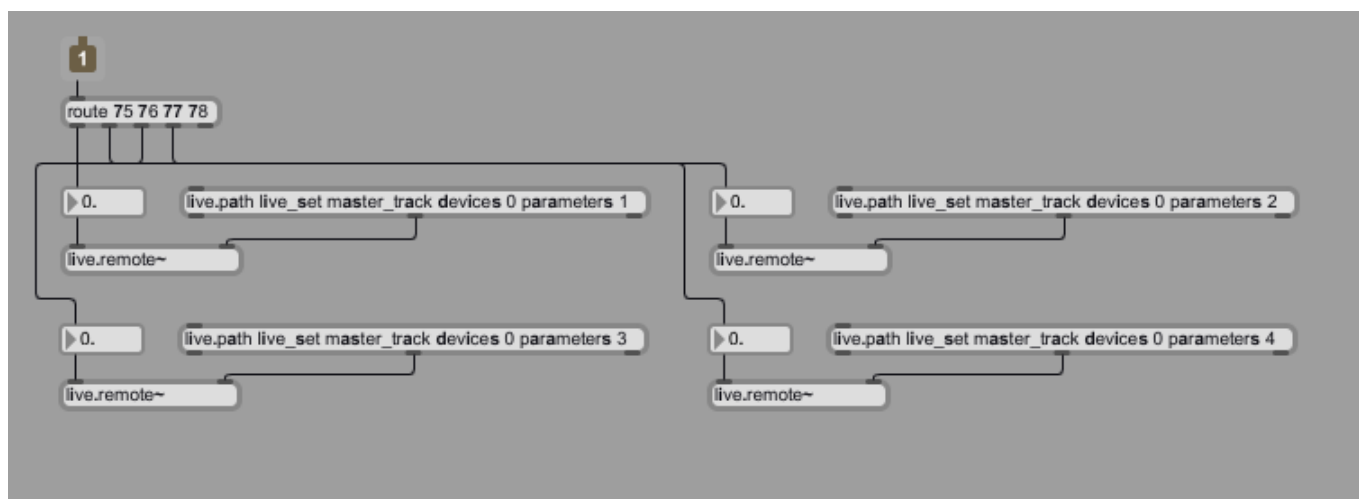 1
route 75 76 77 78
0.
live.path live_set master_track devices 0 parameters 1
0.
live.path live_set master_track devices 0 parameters 2
live.remote~
live.remote~
0.
live.path live_set master_track devices 0 parameters 3
0.
live.path live_set master_track devices 0 parameters 4
live.remote~
live.remote~